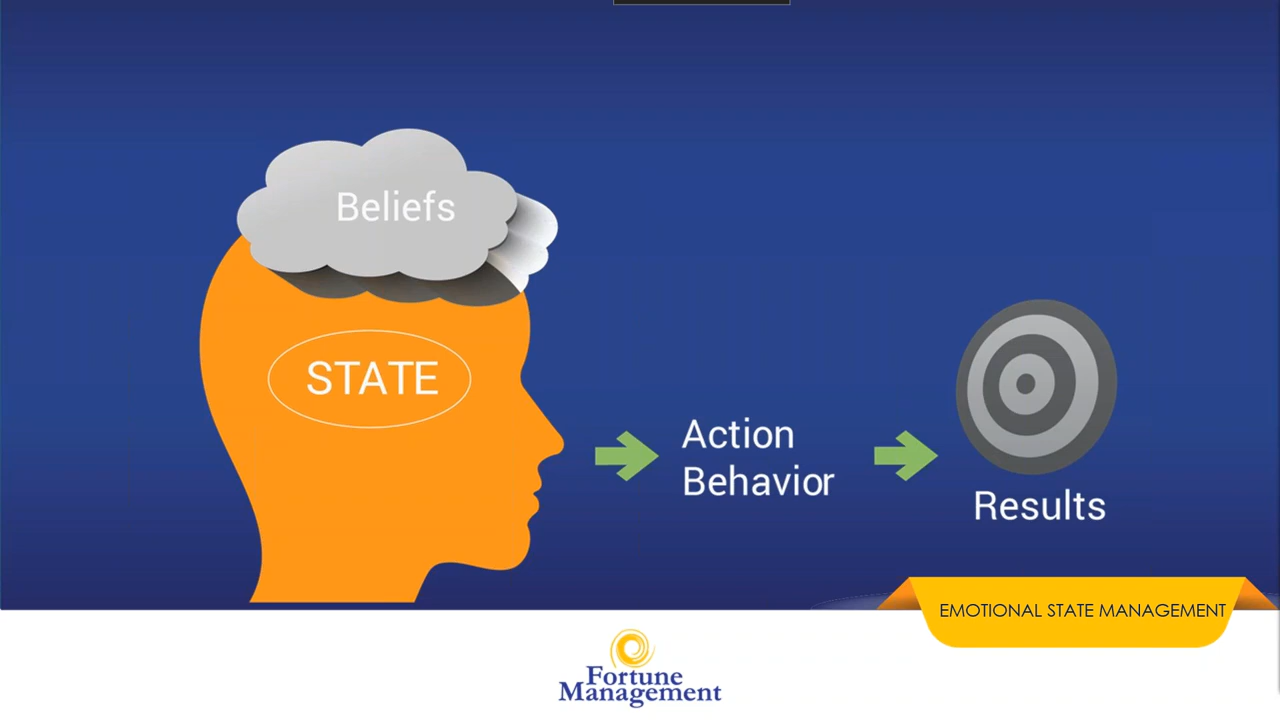 Beliefs
STATE
Action
Behavior
Results
EMOTIONAL STATE MANAGEMENT
Fortune
Management